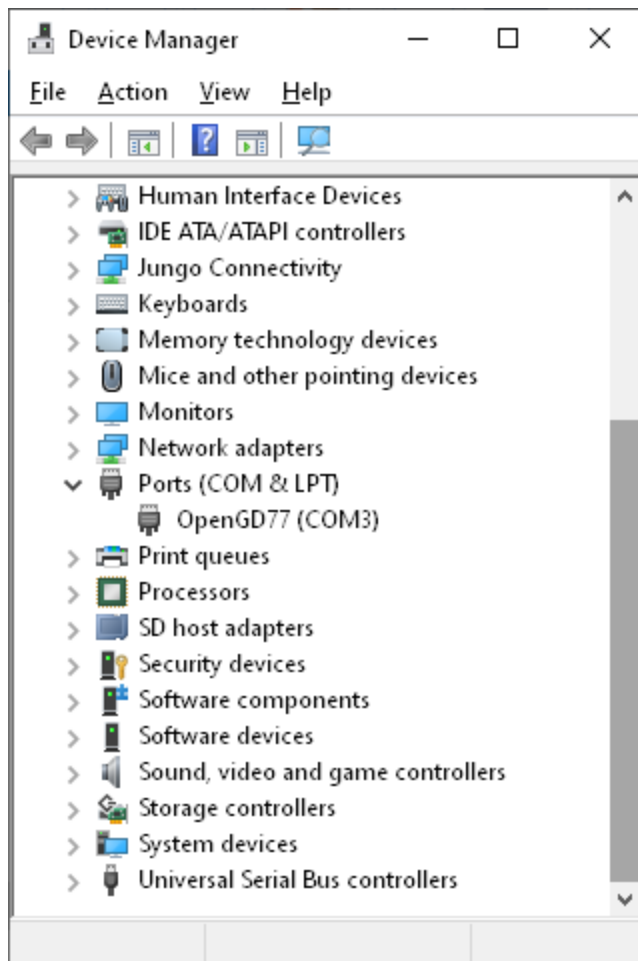 Device Manager
File Action View Help
Human Interface Devices
IDE ATA/ATAPI controllers
Jungo Connectivity
Keyboards
Memory technology devices
Mice and other pointing devices
Monitors
Network adapters
Ports (COM & LPT)
OpenGD77 (COM3)
Print queues
Processors
SD host adapters
Security devices
Software components
Software devices
Sound, video and game controllers
Storage controllers
System devices
Universal Serial Bus controllers